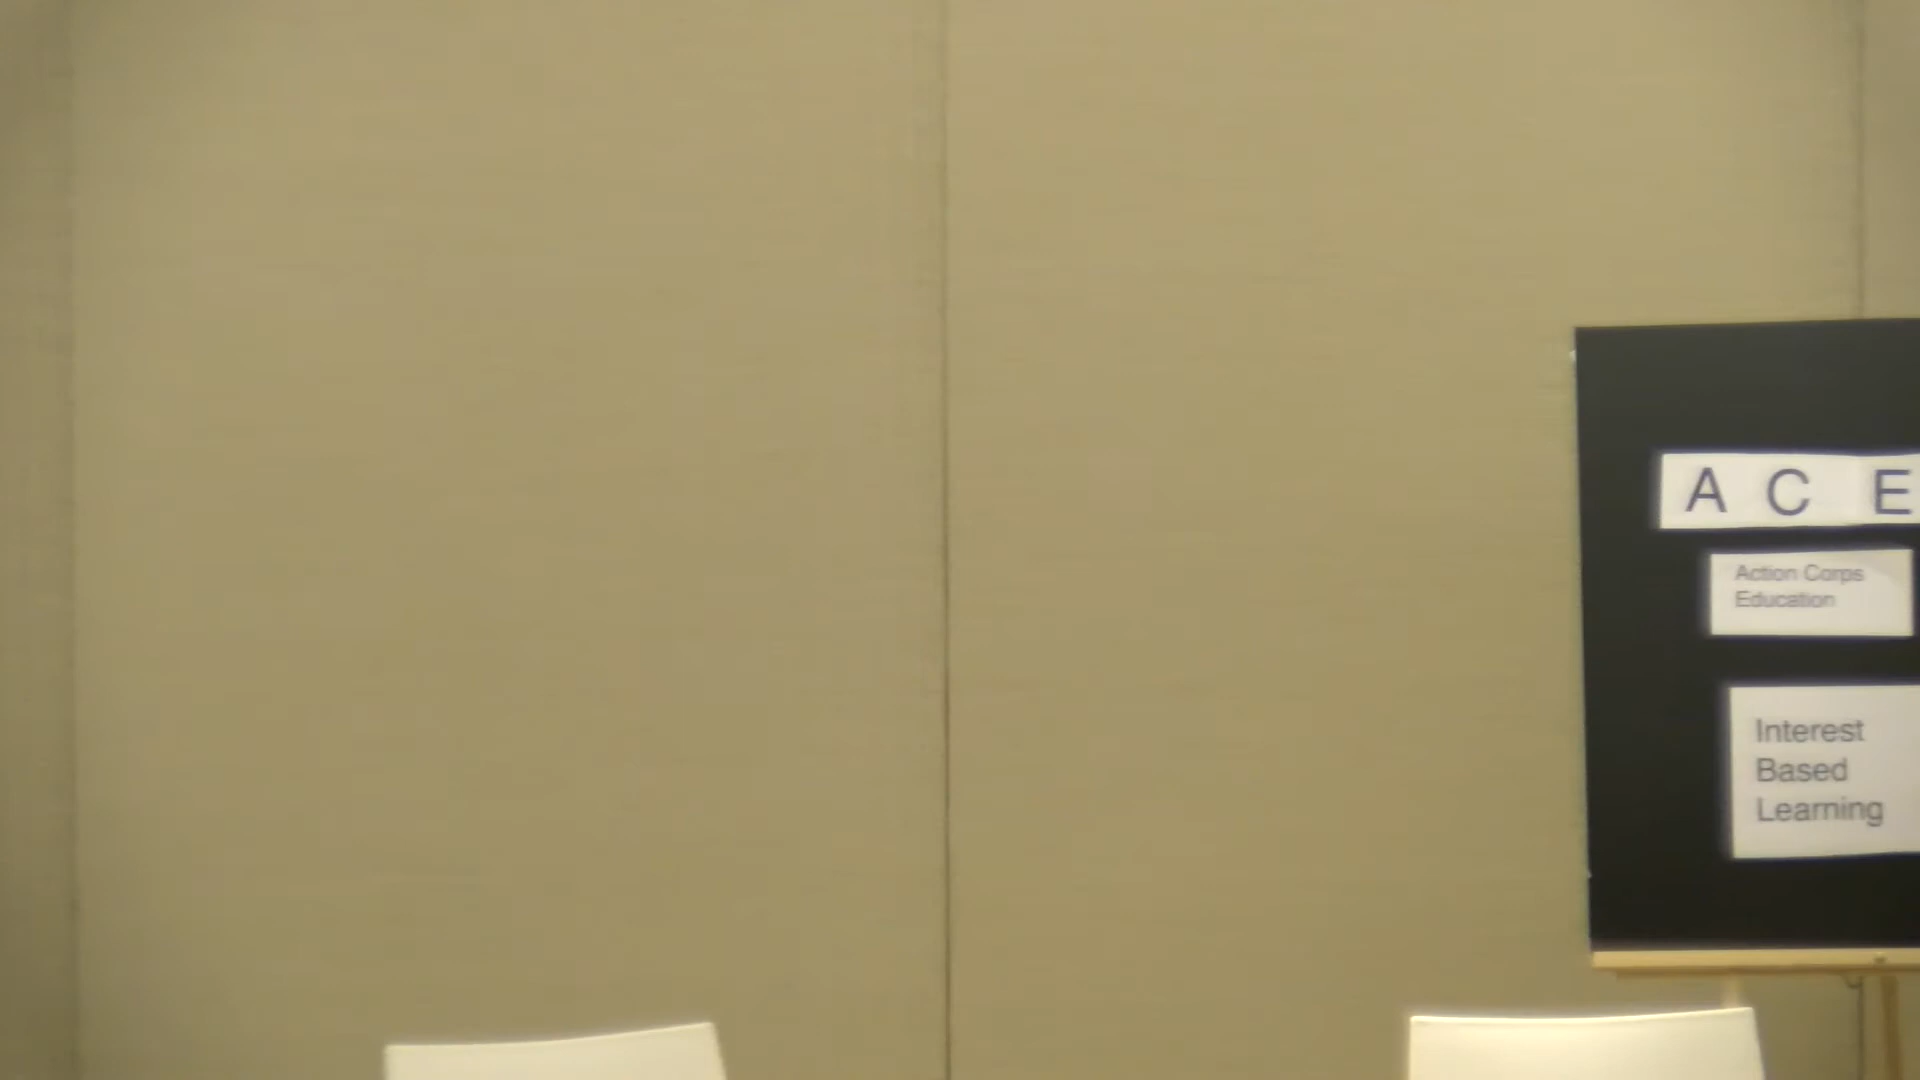 A C E
Action Corps
Education
Interest
Based
Learning